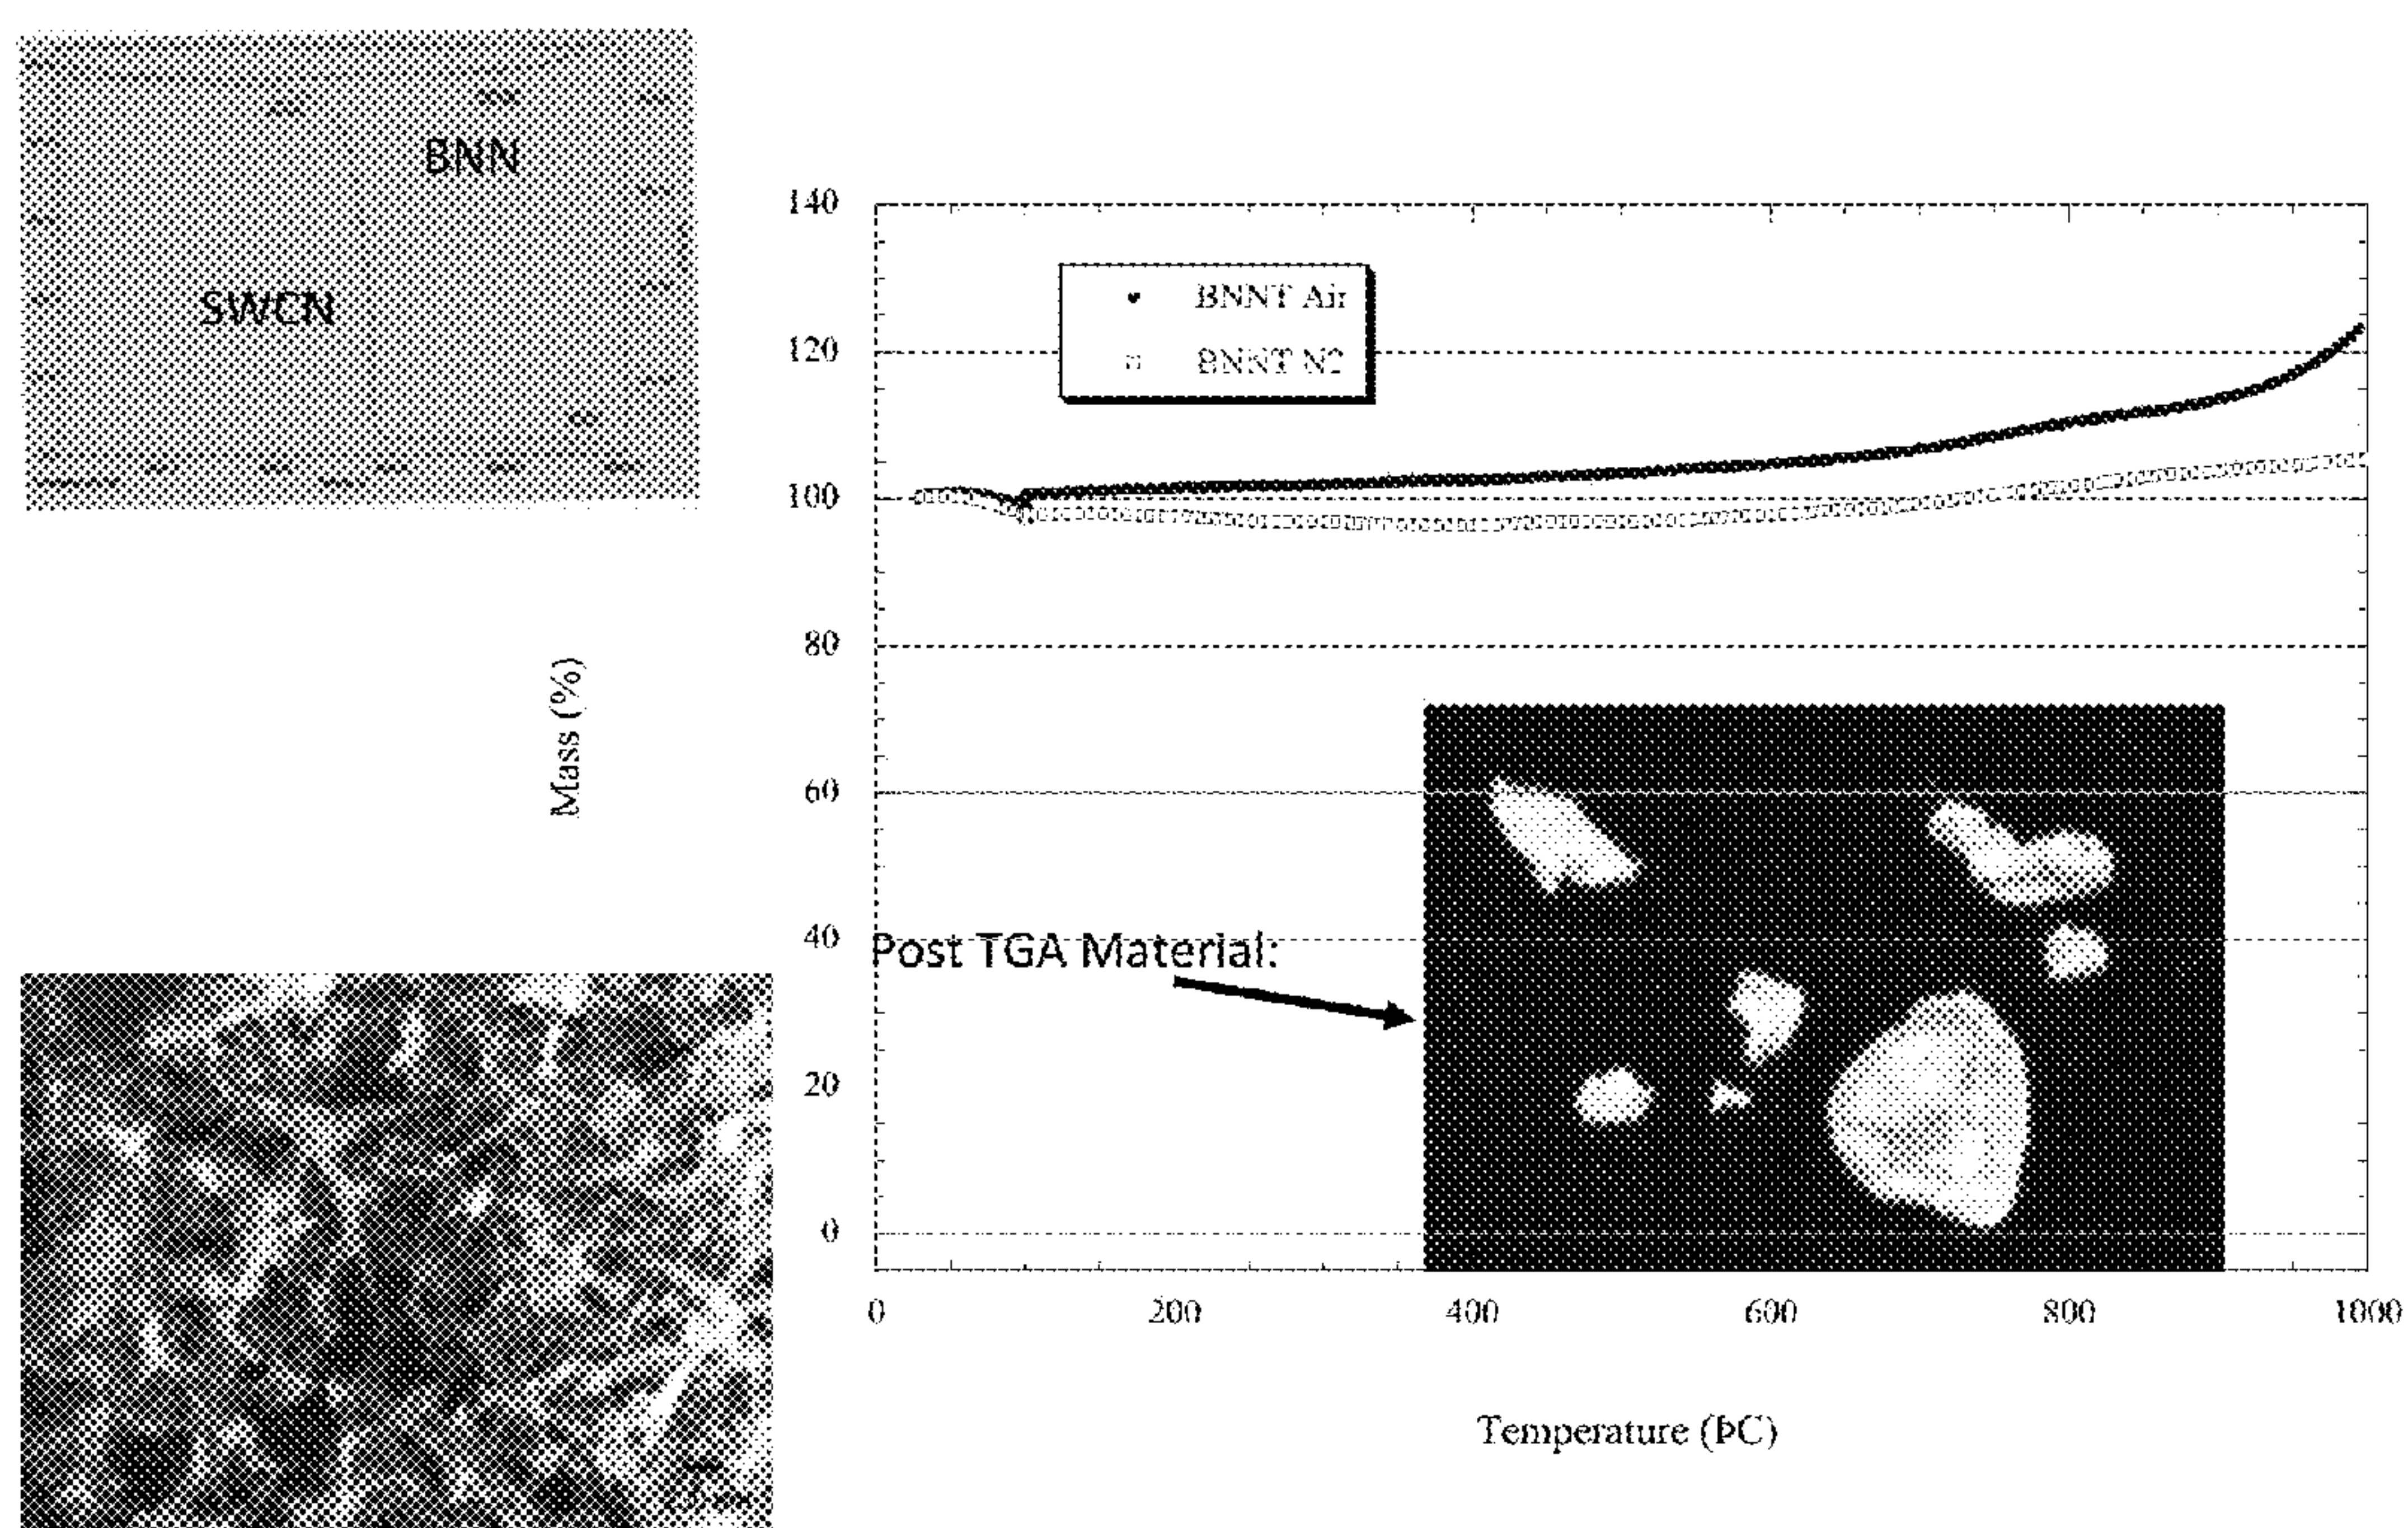 BNN
SWCN
140
120
100
80
60
40
20
0
Mass (%)
BNNT Air
BNNT N2
Post TGA Material:
0
200
400
600
800
1000
Temperature (ÞC)